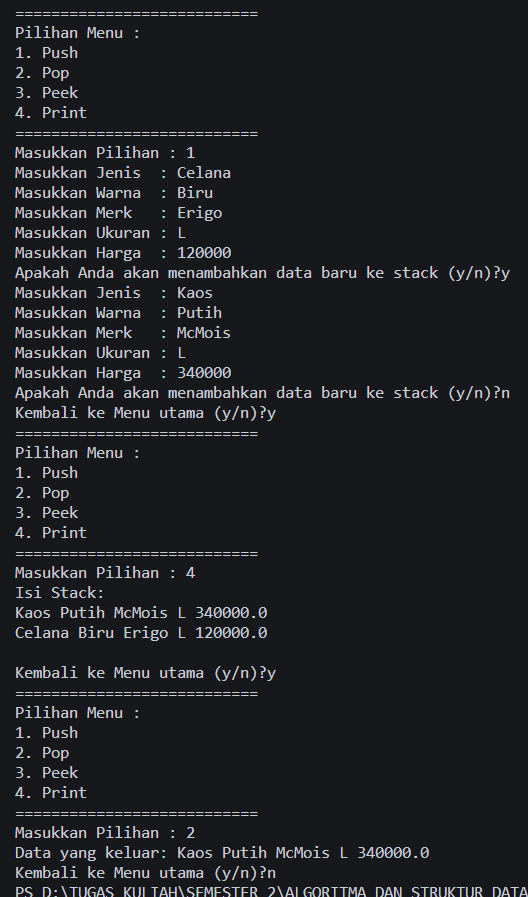 ===========================
Pilihan Menu :
1. Push
2. Pop
3. Peek
4. Print
===========================
Masukkan Pilihan : 1
Masukkan Jenis  : Celana
Masukkan Warna  : Biru
Masukkan Merk   : Erigo
Masukkan Ukuran : L
Masukkan Harga  : 120000
Apakah Anda akan menambahkan data baru ke stack (y/n)?y
Masukkan Jenis  : Kaos
Masukkan Warna  : Putih
Masukkan Merk   : McMois
Masukkan Ukuran : L
Masukkan Harga  : 340000
Apakah Anda akan menambahkan data baru ke stack (y/n)?n
Kembali ke Menu utama (y/n)?y
===========================
Pilihan Menu :
1. Push
2. Pop
3. Peek
4. Print
===========================
Masukkan Pilihan : 4
Isi Stack:
Kaos Putih McMois L 340000.0
Celana Biru Erigo L 120000.0

Kembali ke Menu utama (y/n)?y
===========================
Pilihan Menu :
1. Push
2. Pop
3. Peek
4. Print
===========================
Masukkan Pilihan : 2
Data yang keluar: Kaos Putih McMois L 340000.0
Kembali ke Menu utama (y/n)?n
PS D:\TUGAS KULIAH\SEMESTER 2\ALGORITMA DAN STRUKTUR DATA